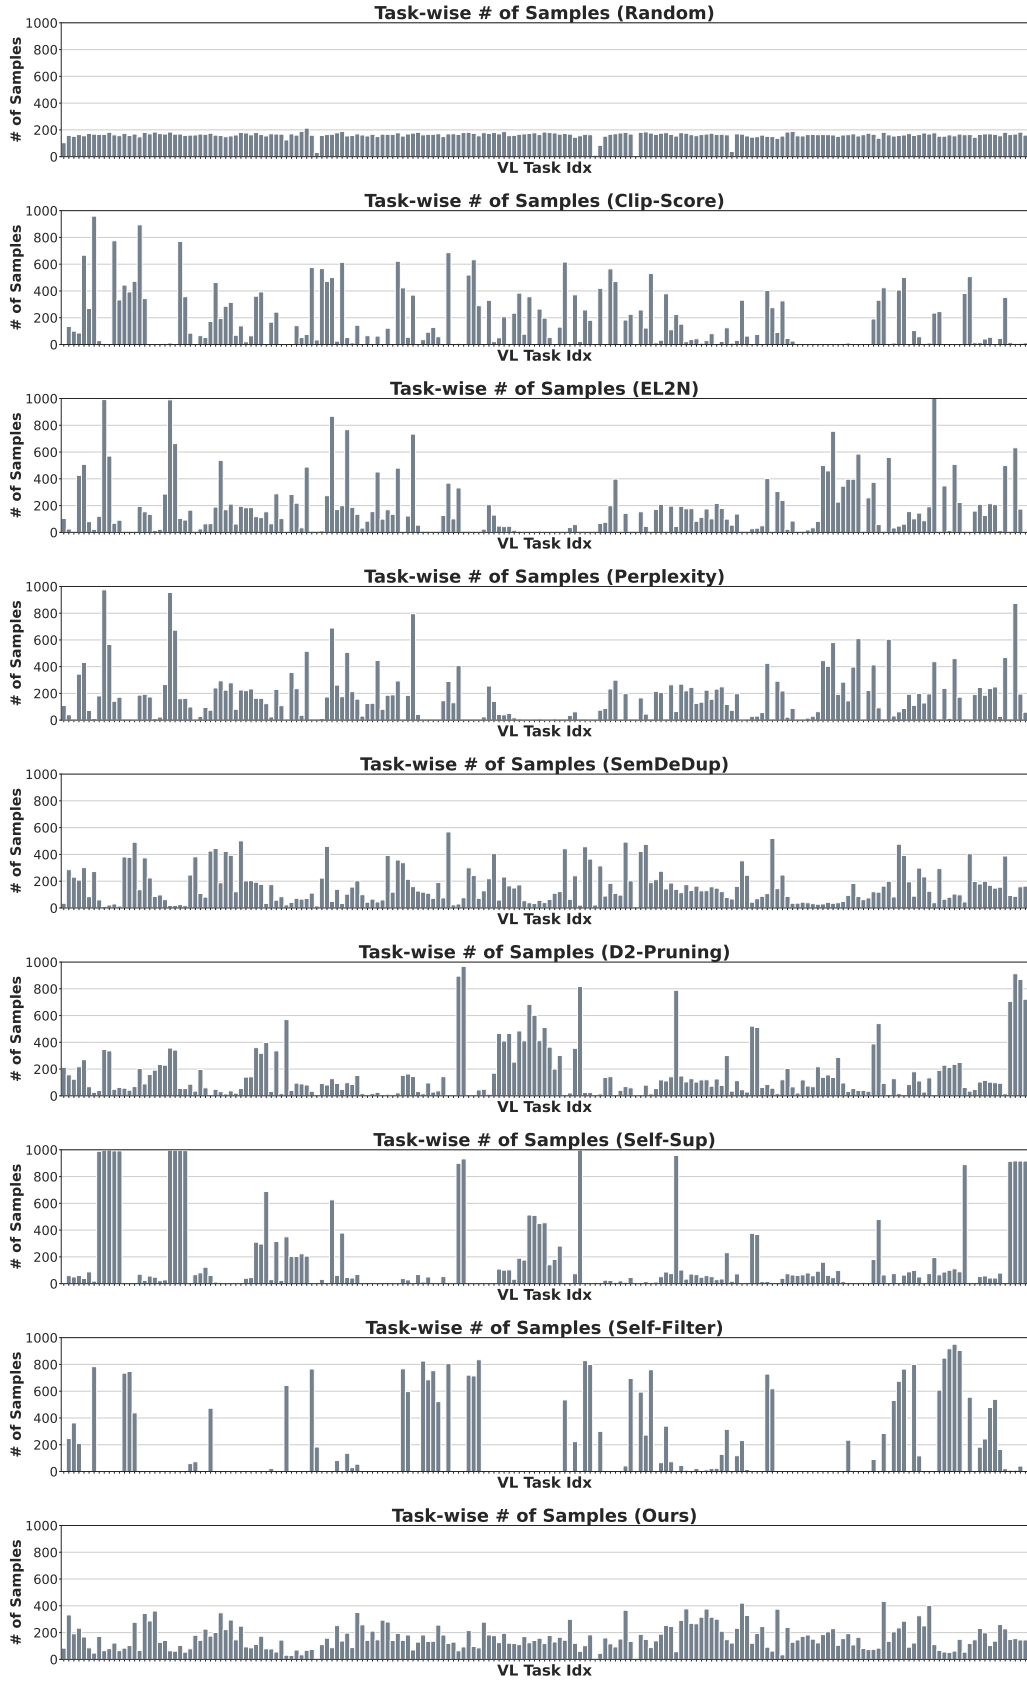 Task-wise # of Samples (Random)
1000
800
600
400
200
0
# of Samples
VL Task Idx
Task-wise # of Samples (Clip-Score)
1000
800
600
400
200
0
# of Samples
VL Task Idx
Task-wise # of Samples (EL2N)
1000
800
600
400
200
0
# of Samples
VL Task Idx
Task-wise # of Samples (Perplexity)
1000
800
600
400
200
0
# of Samples
VL Task Idx
Task-wise # of Samples (SemDeDup)
1000
800
600
400
200
0
# of Samples
VL Task Idx
Task-wise # of Samples (D2-Pruning)
1000
800
600
400
200
0
# of Samples
VL Task Idx
Task-wise # of Samples (Self-Sup)
1000
800
600
400
200
0
# of Samples
VL Task Idx
Task-wise # of Samples (Self-Filter)
1000
800
600
400
200
0
# of Samples
VL Task Idx
Task-wise # of Samples (Ours)
1000
800
600
400
200
0
# of Samples
VL Task Idx